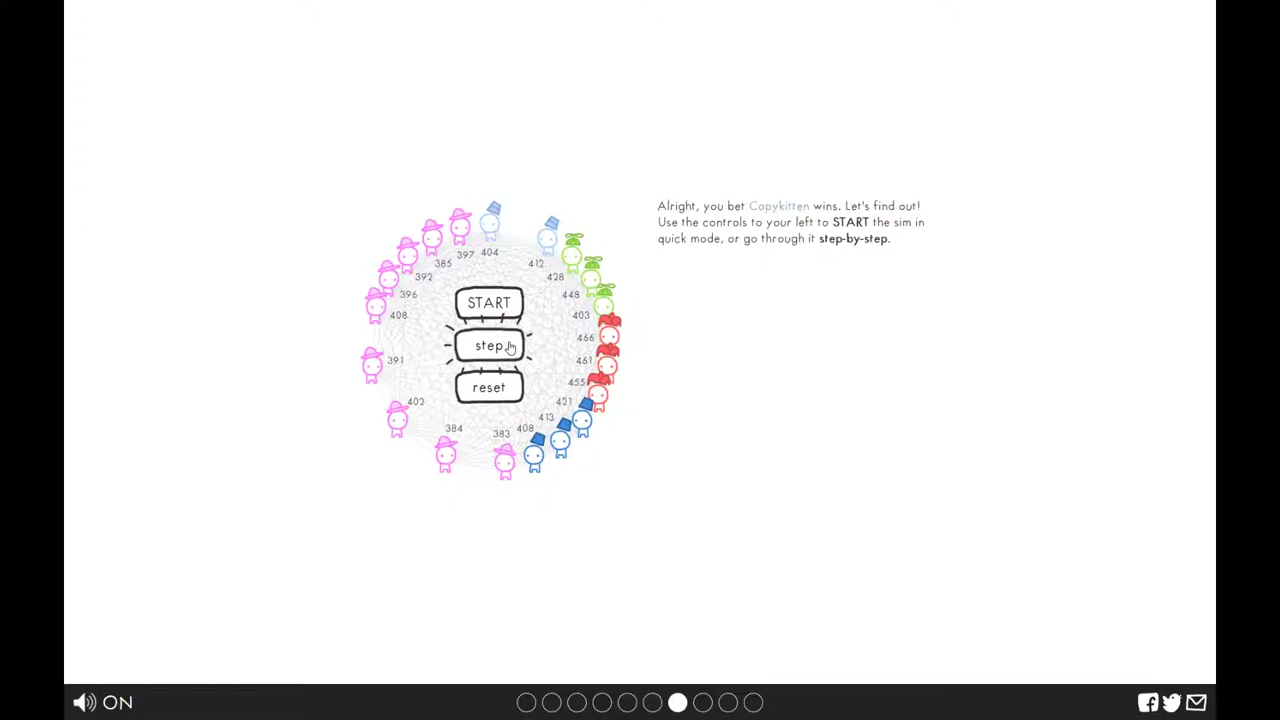 Alright, you bet Copykitten wins. Let's find out!
Use the controls to your left to START the sim in
quick mode, or go through it step-by-step.
397 404
385 412
392 428
396 448
408 403
START
466
step
391 461
455
reset
402 421
413
384 408
383
ON